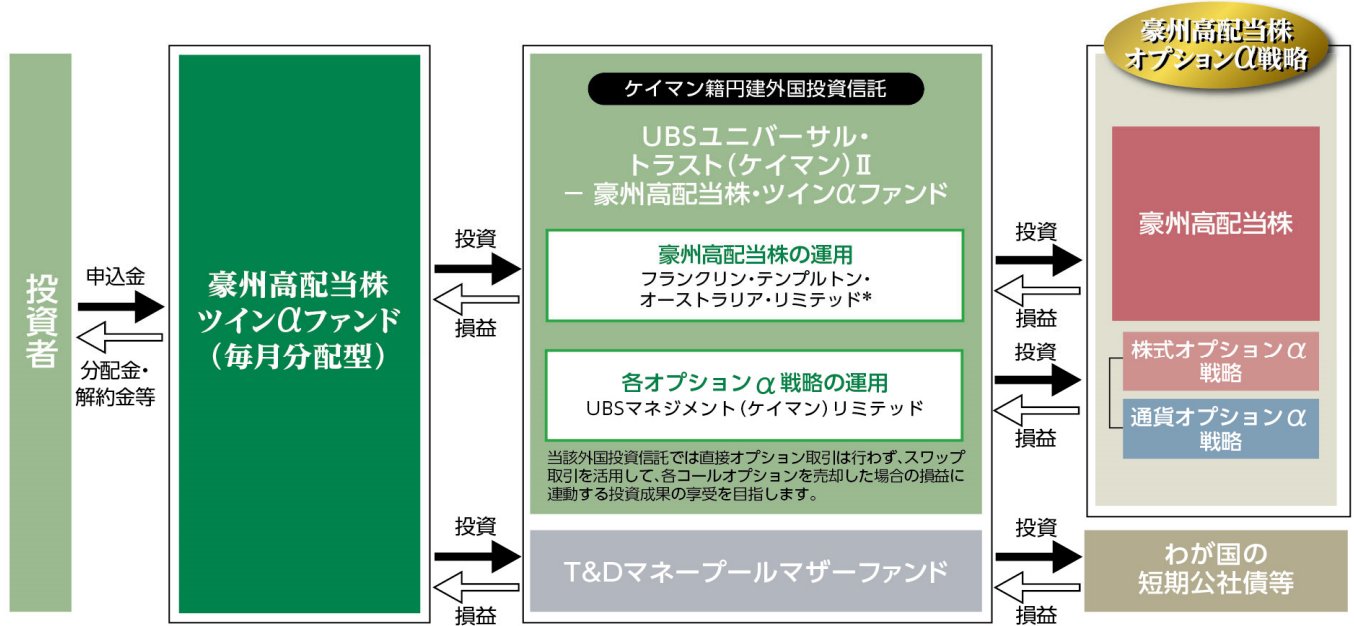 投資者
申込金
分配金・
解約金等
豪州高配当株
ツインαファンド
(毎月分配型)
投資
損益
投資
損益
ケイマン籍円建外国投資信託
UBSユニバーサル・
トラスト(ケイマン)Ⅱ
－ 豪州高配当株・ツインαファンド
豪州高配当株の運用
フランクリン・テンプルトン・
オーストラリア・リミテッド*
各オプションα戦略の運用
UBSマネジメント(ケイマン)リミテッド
当該外国投資信託では直接オプション取引は行わず、スワップ
取引を活用して、各コールオプションを売却した場合の損益に
連動する投資成果の享受を目指します。
T&Dマネープールマザーファンド
投資
損益
投資
損益
投資
損益
豪州高配当株
オプションα戦略
豪州高配当株
株式オプションα
戦略
通貨オプションα
戦略
わが国の
短期公社債等